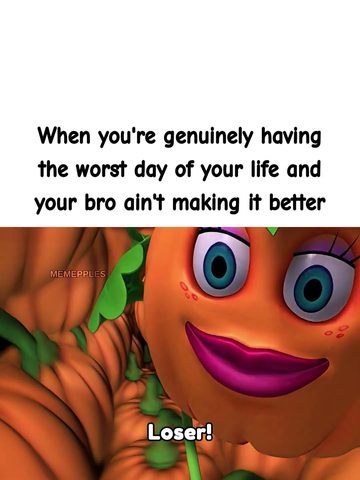 When you're genuinely having
the worst day of your life and
your bro ain't making it better
MEMEPPLES
Loser!